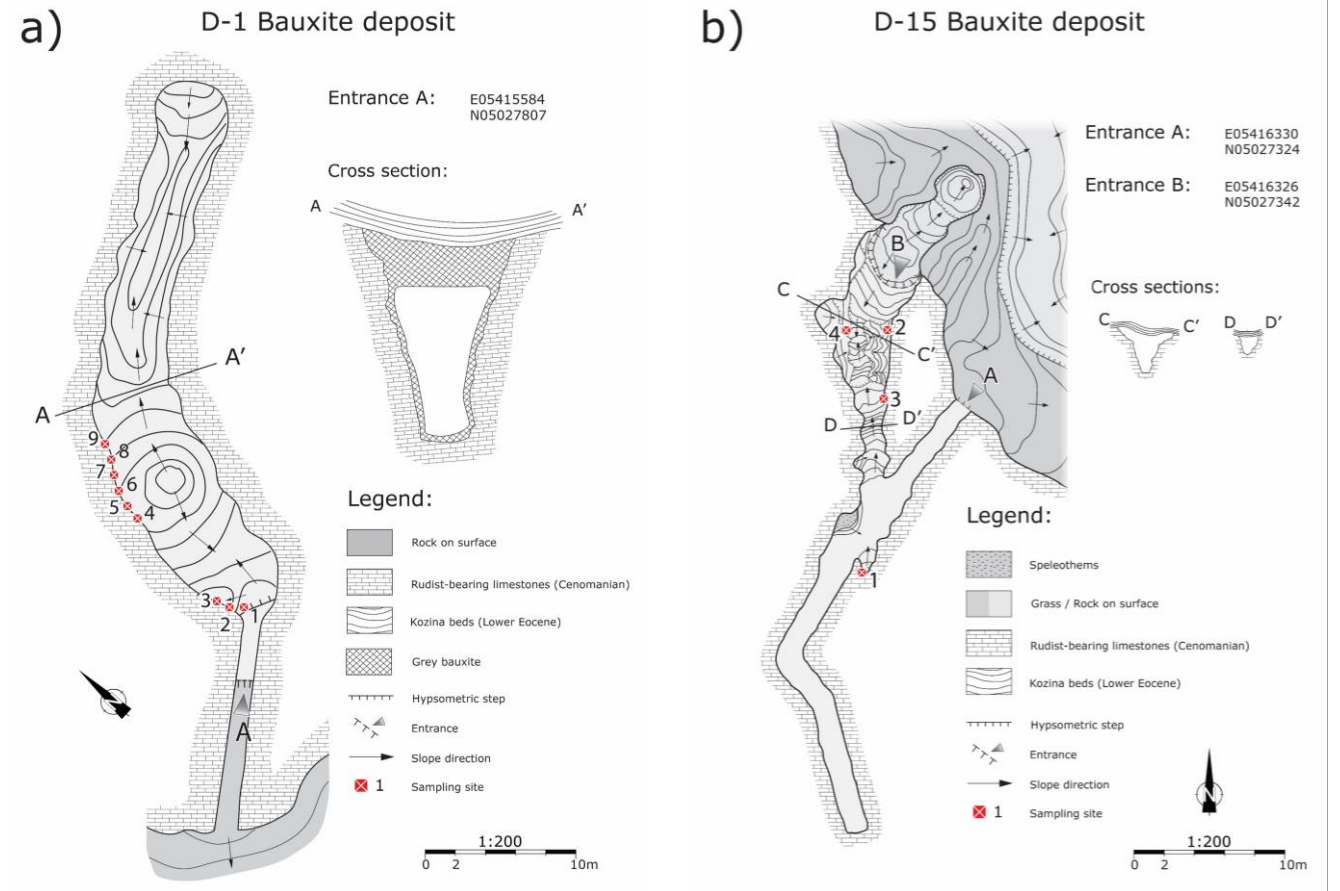 a)
D-1 Bauxite deposit
Entrance A:
E05415584
N05027807
Cross section:
A
A'
A'
A
9
8
7
6
5
4
3
2
1
A
N
Legend:
Rock on surface
Rudist-bearing limestones (Cenomanian)
Kozina beds (Lower Eocene)
Grey bauxite
Hypsometric step
Entrance
Slope direction
1 Sampling site
1:200
0 2 10m
b)
D-15 Bauxite deposit
Entrance A:
E05416330
N05027324
Entrance B:
E05416326
N05027342
B
C
4
2
C'
A
3
D
D'
1
Cross sections:
C C' D D'
Legend:
Speleothems
Grass / Rock on surface
Rudist-bearing limestones (Cenomanian)
Kozina beds (Lower Eocene)
Hypsometric step
Entrance
Slope direction
1 Sampling site
N
1:200
0 2 10m